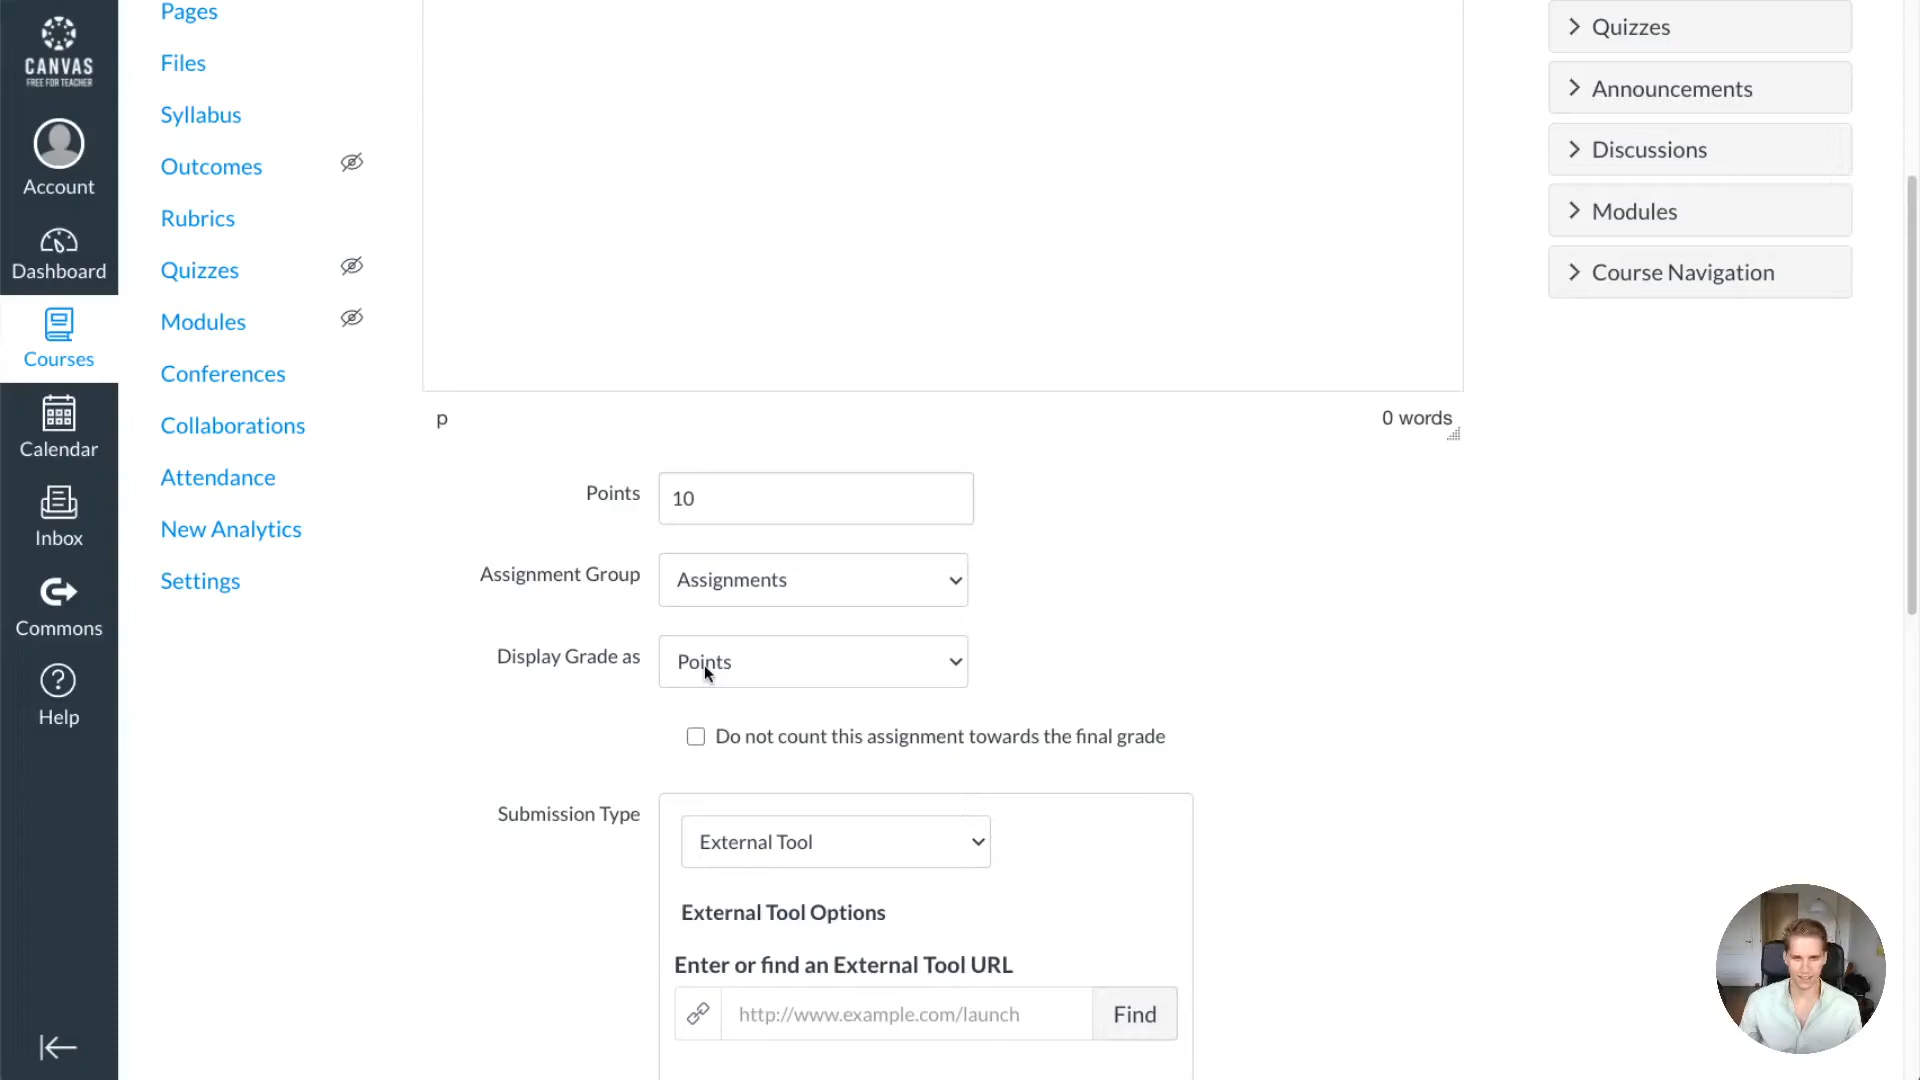 CANVAS
FREE FOR TEACHER
Account
Dashboard
Courses
Calendar
Inbox
Commons
Help
Pages
Files
Syllabus
Outcomes
Rubrics
Quizzes
Modules
Conferences
Collaborations
Attendance
New Analytics
Settings
p
0 words
Points
10
Assignment Group
Assignments
Display Grade as
Points
Do not count this assignment towards the final grade
Submission Type
External Tool
External Tool Options
Enter or find an External Tool URL
http://www.example.com/launch
Find
Quizzes
Announcements
Discussions
Modules
Course Navigation